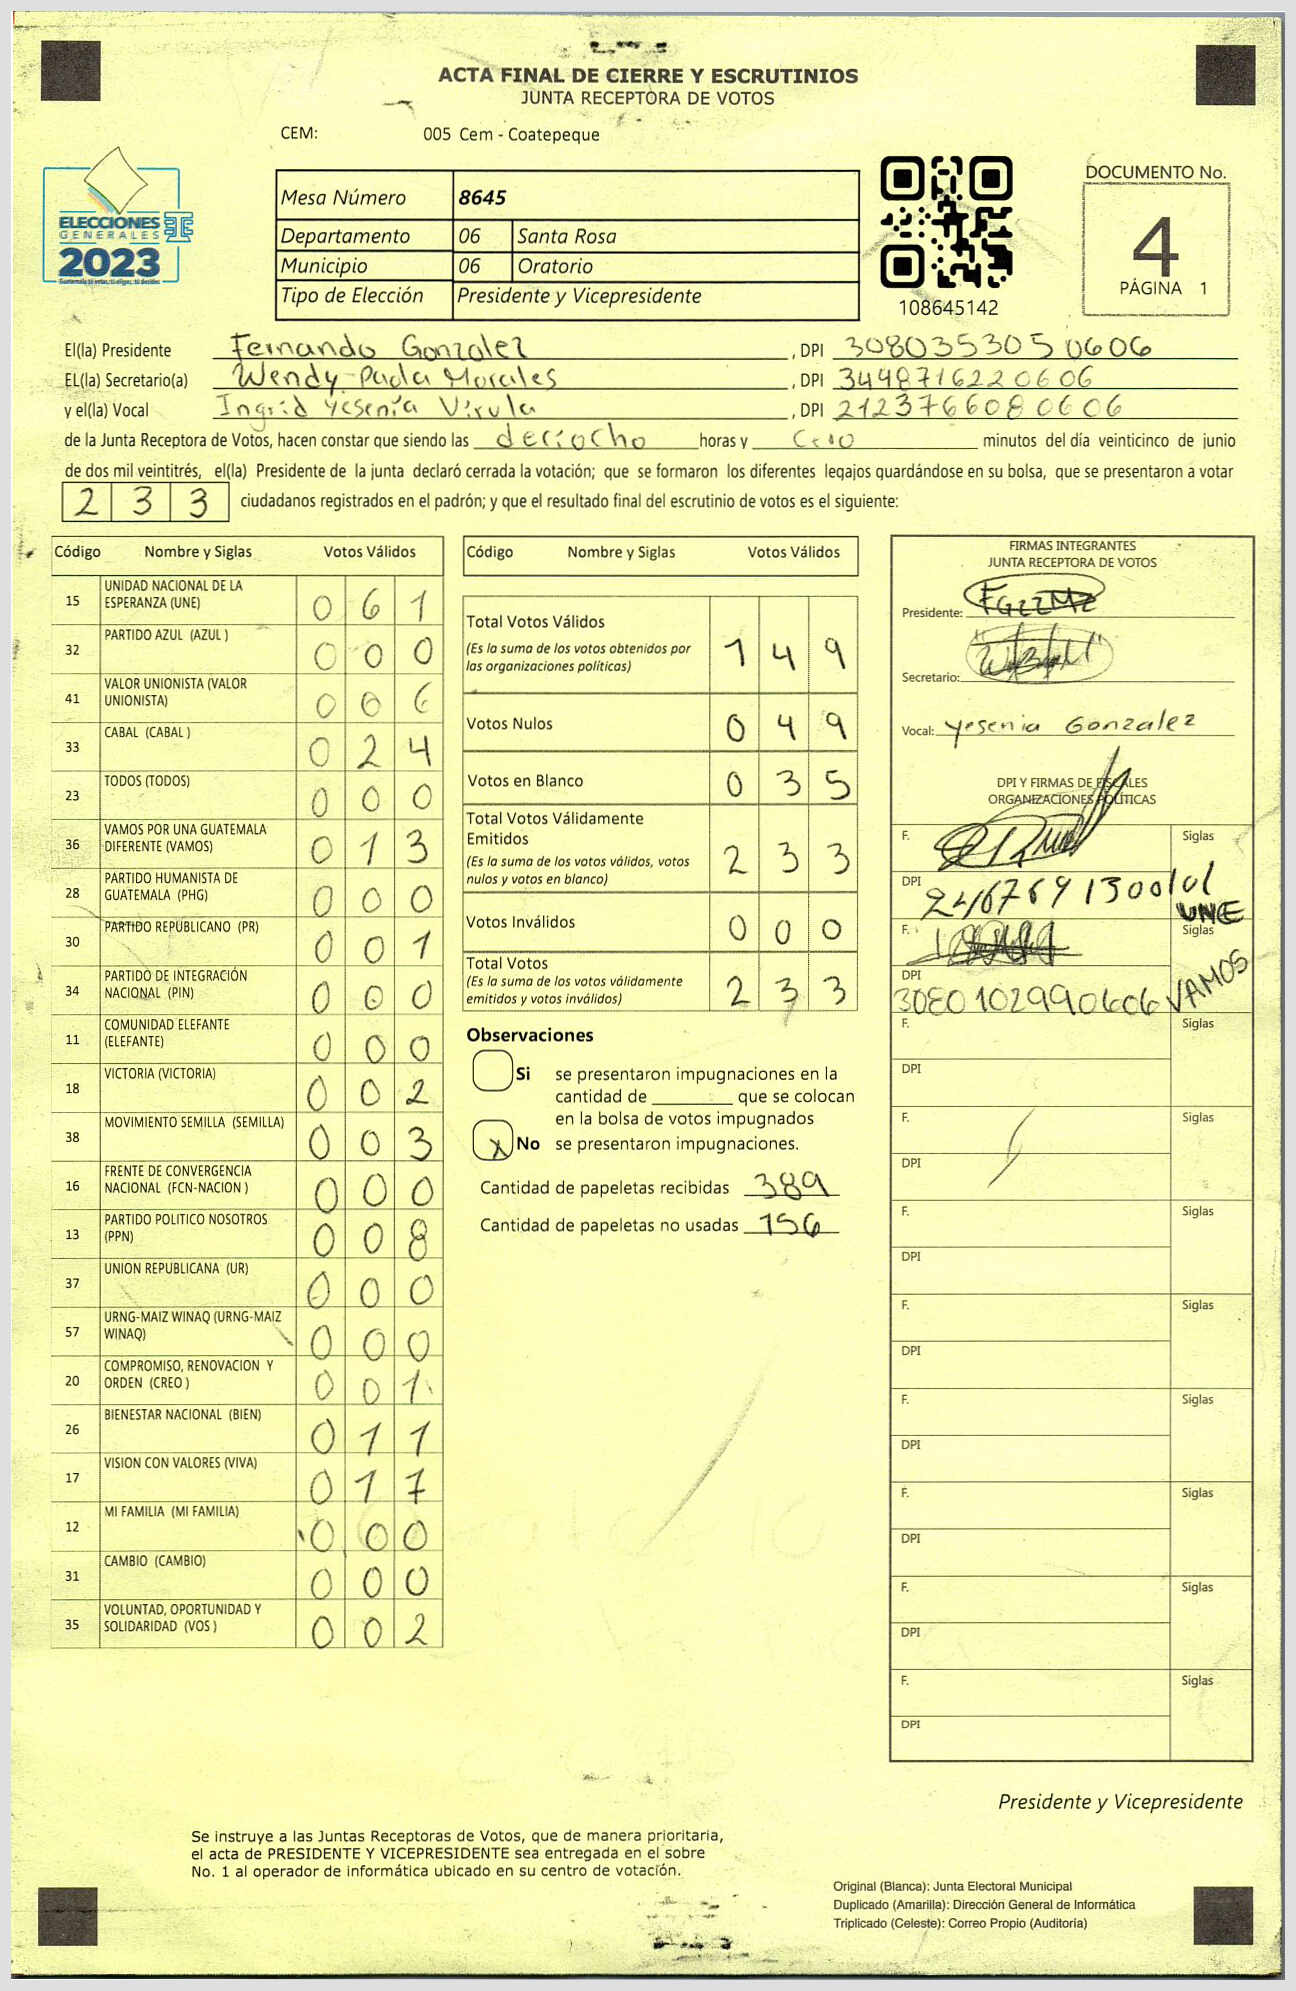 ACTA FINAL DE CIERRE Y ESCRUTINIOS
JUNTA RECEPTORA DE VOTOS
CEM: 005 Cem - Coatepeque
ELECCIONES
GENERALES
2023
Mesa Número 8645
Departamento 06 Santa Rosa
Municipio 06 Oratorio
Tipo de Elección Presidente y Vicepresidente
108645142
DOCUMENTO No.
4
PÁGINA 1
El(la) Presidente Fernando Gonzalez , DPI 3080353050606
EL(la) Secretario(a) Wendy Paola Morales , DPI 3449871622 0606
y el(la) Vocal Ingrid Yesenia Virula , DPI 2123766080606
de la Junta Receptora de Votos, hacen constar que siendo las deciocho horas y cero minutos del día veinticinco de junio
de dos mil veintitrés, el(la) Presidente de la junta declaró cerrada la votación; que se formaron los diferentes legajos guardándose en su bolsa, que se presentaron a votar
2 3 3 ciudadanos registrados en el padrón; y que el resultado final del escrutinio de votos es el siguiente:
Código Nombre y Siglas Votos Válidos
15 UNIDAD NACIONAL DE LA ESPERANZA (UNE) 0 6 1
32 PARTIDO AZUL (AZUL ) 0 0 0
41 VALOR UNIONISTA (VALOR UNIONISTA) 0 0 6
33 CABAL (CABAL ) 0 2 4
23 TODOS (TODOS) 0 0 0
36 VAMOS POR UNA GUATEMALA DIFERENTE (VAMOS) 0 1 3
28 PARTIDO HUMANISTA DE GUATEMALA (PHG) 0 0 0
30 PARTIDO REPUBLICANO (PR) 0 0 1
34 PARTIDO DE INTEGRACIÓN NACIONAL (PIN) 0 0 0
11 COMUNIDAD ELEFANTE (ELEFANTE) 0 0 0
18 VICTORIA (VICTORIA) 0 0 2
38 MOVIMIENTO SEMILLA (SEMILLA) 0 0 3
16 FRENTE DE CONVERGENCIA NACIONAL (FCN-NACION ) 0 0 0
13 PARTIDO POLITICO NOSOTROS (PPN) 0 0 8
37 UNION REPUBLICANA (UR) 0 0 0
57 URNG-MAIZ WINAQ (URNG-MAIZ WINAQ) 0 0 0
20 COMPROMISO, RENOVACION Y ORDEN (CREO ) 0 0 1
26 BIENESTAR NACIONAL (BIEN) 0 1 1
17 VISION CON VALORES (VIVA) 0 1 7
12 MI FAMILIA (MI FAMILIA) 0 0 0
31 CAMBIO (CAMBIO) 0 0 0
35 VOLUNTAD, OPORTUNIDAD Y SOLIDARIDAD (VOS ) 0 0 2
Código Nombre y Siglas Votos Válidos
Total Votos Válidos 1 4 9
(Es la suma de los votos obtenidos por
las organizaciones políticas)
Votos Nulos 0 4 9
Votos en Blanco 0 3 5
Total Votos Válidamente
Emitidos 2 3 3
(Es la suma de los votos válidos, votos
nulos y votos en blanco)
Votos Inválidos 0 0 0
Total Votos
(Es la suma de los votos válidamente
emitidos y votos inválidos) 2 3 3
Observaciones
Si se presentaron impugnaciones en la
cantidad de ________ que se colocan
en la bolsa de votos impugnados
X No se presentaron impugnaciones.
Cantidad de papeletas recibidas 389
Cantidad de papeletas no usadas 156
FIRMAS INTEGRANTES
JUNTA RECEPTORA DE VOTOS
Presidente:
Secretario:
Vocal: Yesenia Gonzalez
DPI Y FIRMAS DE FISCALES
ORGANIZACIONES POLÍTICAS
F. Siglas
DPI 2467691300101 UNE
F. Siglas
DPI 3080102990606 VAMOS
F. Siglas
DPI
F. Siglas
DPI
F. Siglas
DPI
F. Siglas
DPI
F. Siglas
DPI
F. Siglas
DPI
F. Siglas
DPI
F. Siglas
DPI
Presidente y Vicepresidente
Se instruye a las Juntas Receptoras de Votos, que de manera prioritaria,
el acta de PRESIDENTE Y VICEPRESIDENTE sea entregada en el sobre
No. 1 al operador de informática ubicado en su centro de votación.
Original (Blanca): Junta Electoral Municipal
Duplicado (Amarilla): Dirección General de Informática
Triplicado (Celeste): Correo Propio (Auditoría)